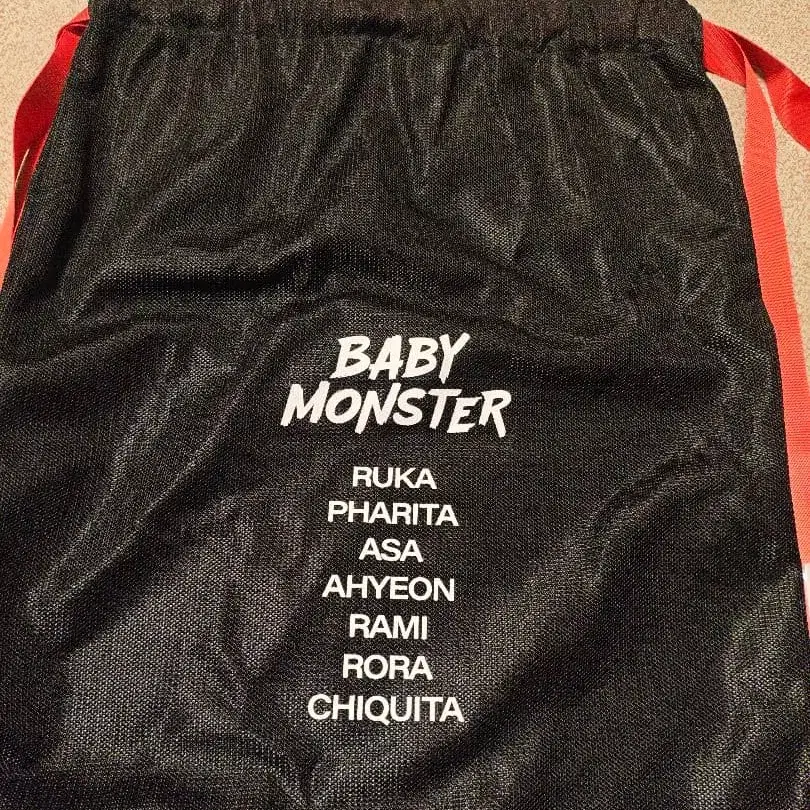 BABY
MONSTER
RUKA
PHARITA
ASA
AHYEON
RAMI
RORA
CHIQUITA